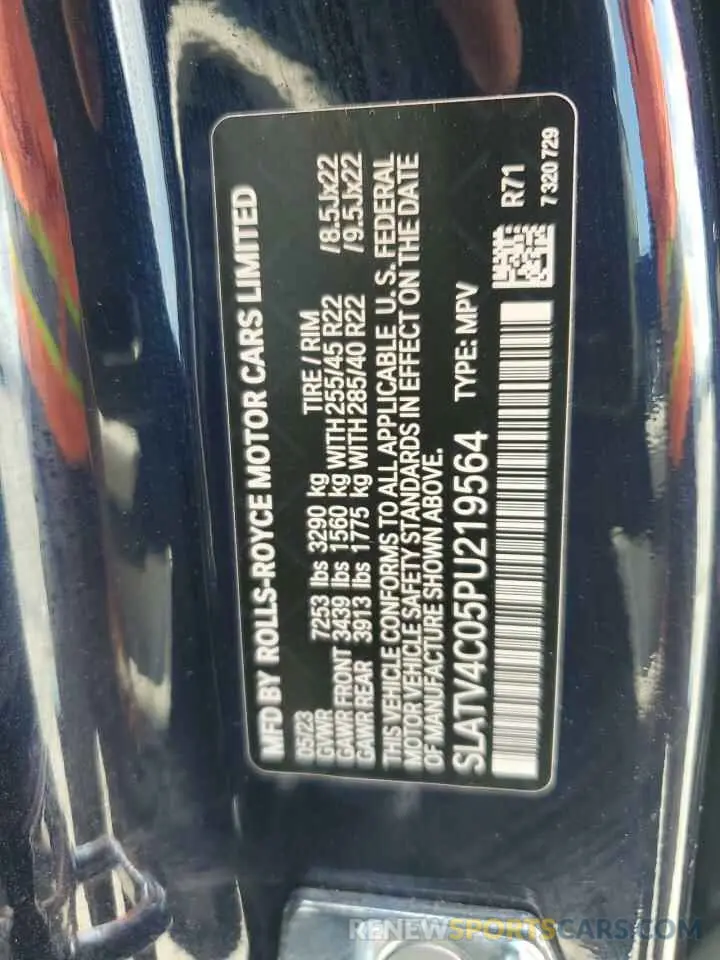 MFD BY ROLLS-ROYCE MOTOR CARS LIMITED
05/23 TIRE / RIM
GVWR 7253 lbs 3290 kg
GAWR FRONT 3439 lbs 1560 kg WITH 255/45 R22 /8.5Jx22
GAWR REAR 3913 lbs 1775 kg WITH 285/40 R22 /9.5Jx22
THIS VEHICLE CONFORMS TO ALL APPLICABLE U. S. FEDERAL
MOTOR VEHICLE SAFETY STANDARDS IN EFFECT ON THE DATE
OF MANUFACTURE SHOWN ABOVE.
SLATV4C05PU219564 TYPE: MPV
R71
7 320 729
RENEWSPORTSCARS.COM